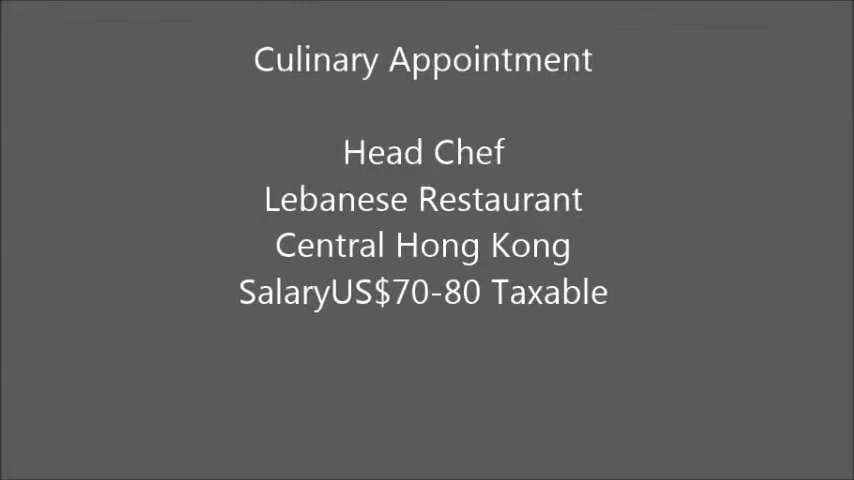 Culinary Appointment
Head Chef
Lebanese Restaurant
Central Hong Kong
SalaryUS$70-80 Taxable